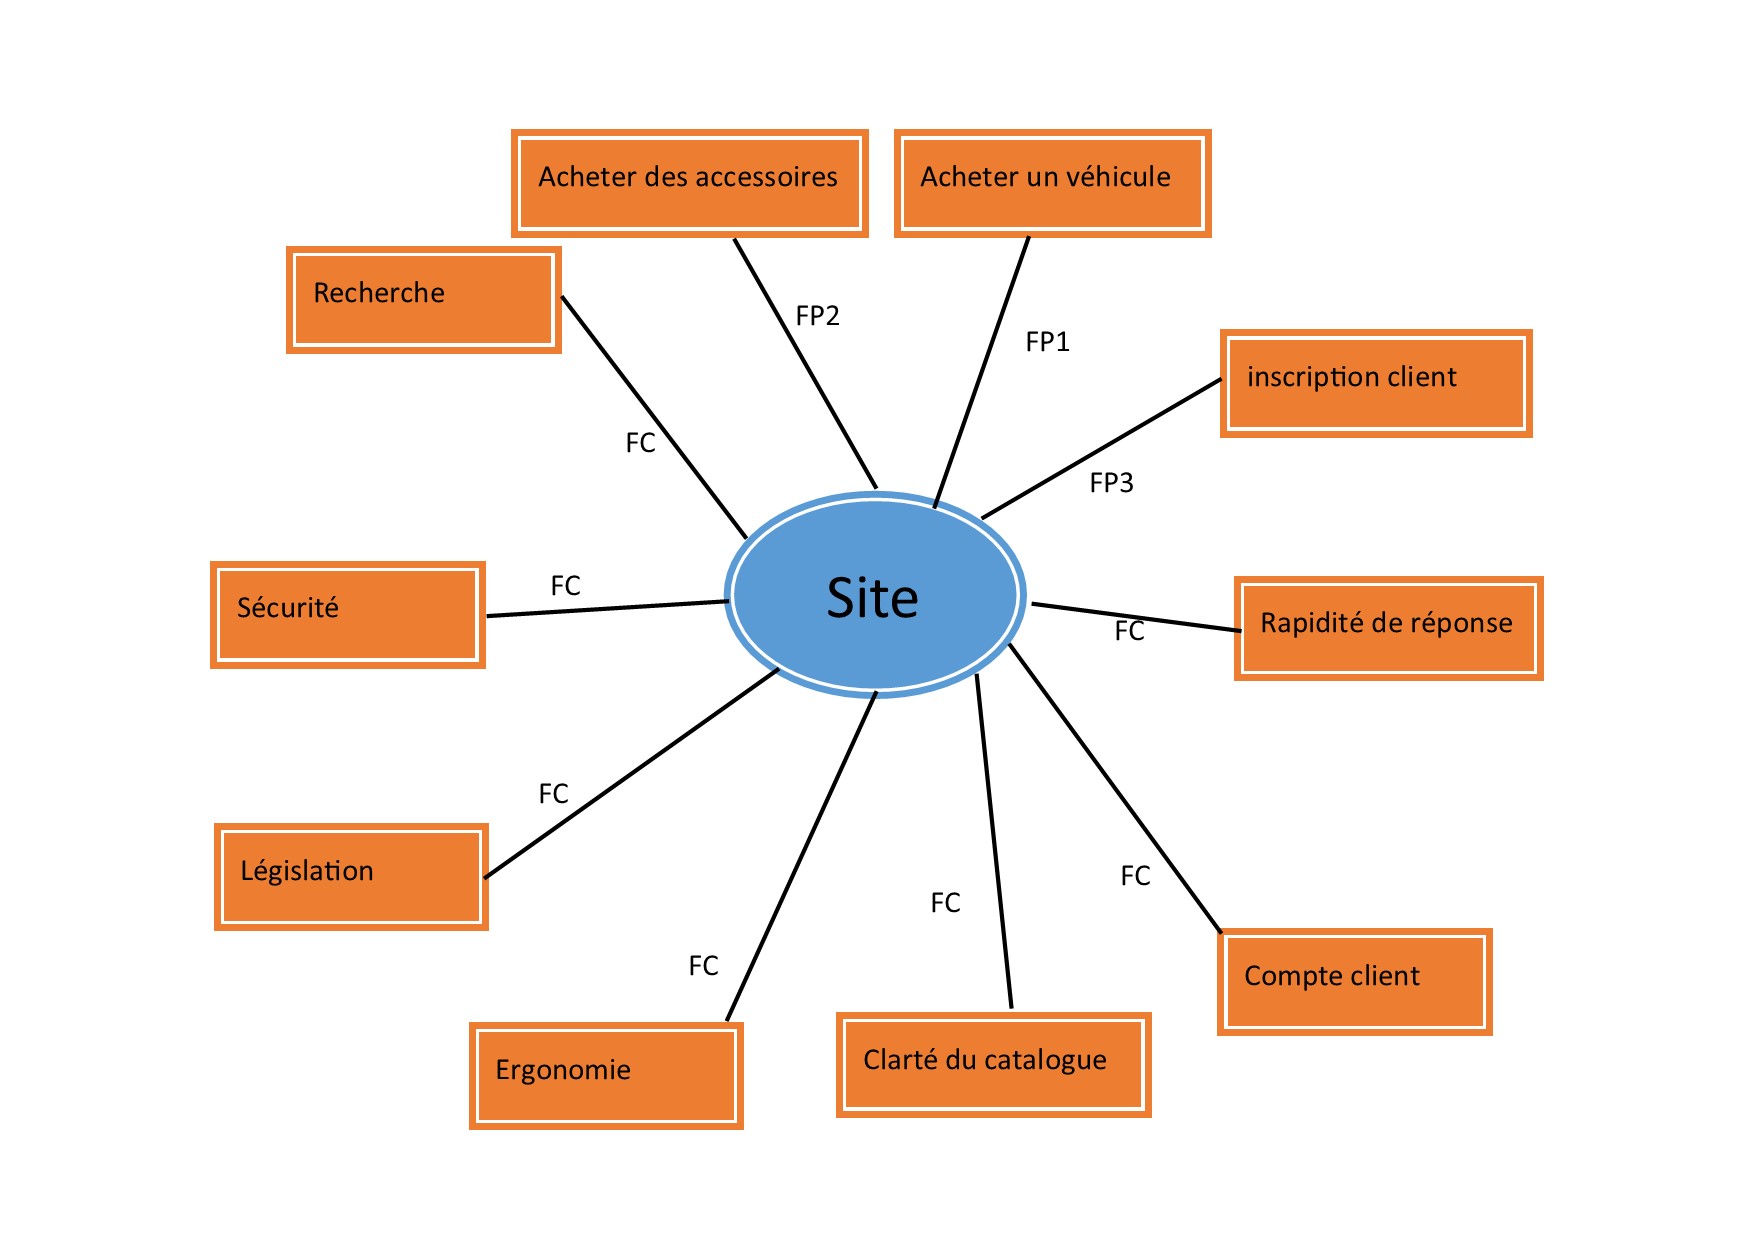 Acheter des accessoires
Acheter un véhicule
Recherche
FP2
FP1
inscription client
FC
FP3
Sécurité
FC
Site
FC
Rapidité de réponse
FC
Législation
FC
FC
FC
Compte client
Ergonomie
Clarté du catalogue